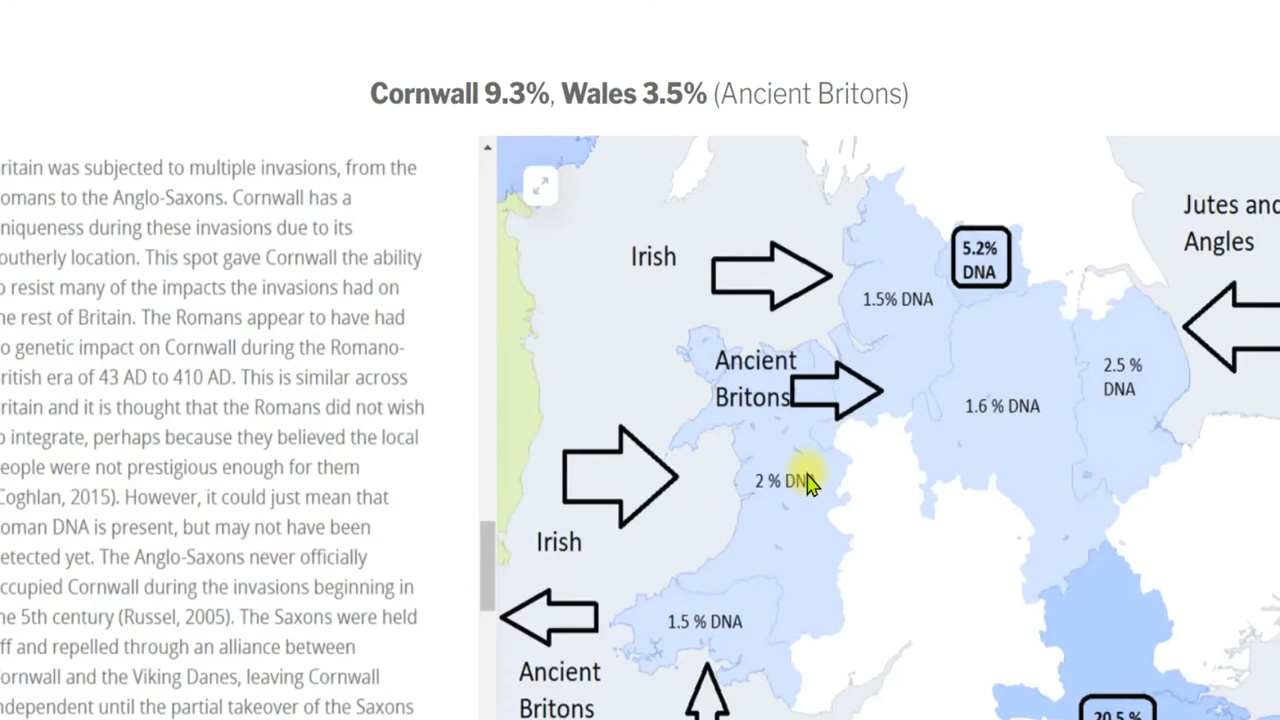 Cornwall 9.3%, Wales 3.5% (Ancient Britons)
ritain was subjected to multiple invasions, from the
omans to the Anglo-Saxons. Cornwall has a
niqueness during these invasions due to its
outherly location. This spot gave Cornwall the ability
o resist many of the impacts the invasions had on
he rest of Britain. The Romans appear to have had
o genetic impact on Cornwall during the Romano-
ritish era of 43 AD to 410 AD. This is similar across
ritain and it is thought that the Romans did not wish
o integrate, perhaps because they believed the local
eople were not prestigious enough for them
Coghlan, 2015). However, it could just mean that
oman DNA is present, but may not have been
etected yet. The Anglo-Saxons never officially
ccupied Cornwall during the invasions beginning in
he 5th century (Russel, 2005). The Saxons were held
ff and repelled through an alliance between
ornwall and the Viking Danes, leaving Cornwall
ndependent until the partial takeover of the Saxons
Jutes and
Angles
Irish
5.2%
DNA
1.5% DNA
Ancient
Britons
2.5 %
DNA
1.6 % DNA
2 % DNA
Irish
1.5 % DNA
Ancient
Britons
20.5 %